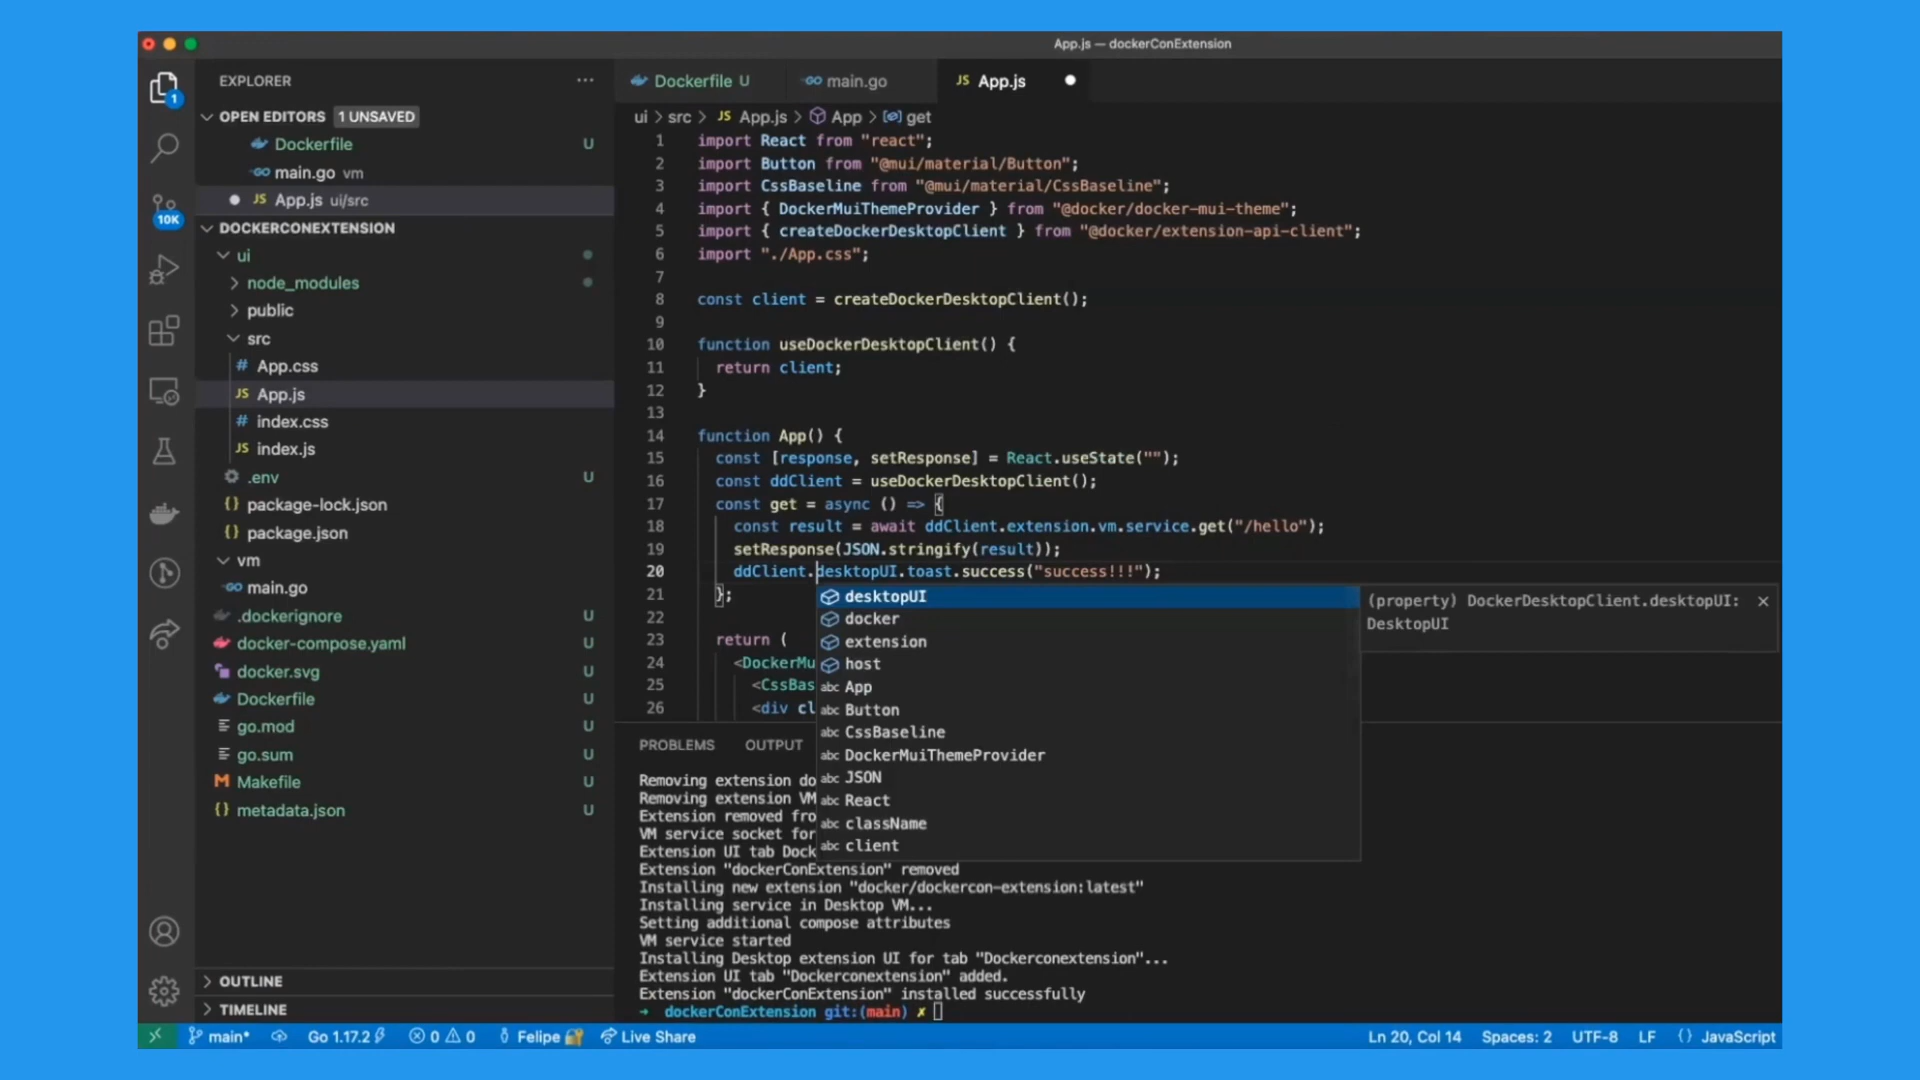 App.js — dockerConExtension
EXPLORER
OPEN EDITORS 1 UNSAVED
Dockerfile U
main.go vm
App.js ui/src
DOCKERCONEXTENSION
ui
node_modules
public
src
App.css
App.js
index.css
index.js
.env U
package-lock.json
package.json
vm
main.go
.dockerignore U
docker-compose.yaml U
docker.svg U
Dockerfile U
go.mod U
go.sum U
Makefile U
metadata.json U
OUTLINE
TIMELINE
1
10K
Dockerfile U
main.go
JS App.js
ui > src > JS App.js > App > get
1 import React from "react";
2 import Button from "@mui/material/Button";
3 import CssBaseline from "@mui/material/CssBaseline";
4 import { DockerMuiThemeProvider } from "@docker/docker-mui-theme";
5 import { createDockerDesktopClient } from "@docker/extension-api-client";
6 import "./App.css";
7
8 const client = createDockerDesktopClient();
9
10 function useDockerDesktopClient() {
11 return client;
12 }
13
14 function App() {
15 const [response, setResponse] = React.useState("");
16 const ddClient = useDockerDesktopClient();
17 const get = async () => {
18 const result = await ddClient.extension.vm.service.get("/hello");
19 setResponse(JSON.stringify(result));
20 ddClient.desktopUI.toast.success("success!!!");
21 };
22
23 return (
24 <DockerMu
25 <CssBas
26 <div cl
desktopUI
docker
extension
host
abc App
abc Button
abc CssBaseline
abc DockerMuiThemeProvider
abc JSON
abc React
abc className
abc client
(property) DockerDesktopClient.desktopUI:
DesktopUI
PROBLEMS OUTPUT
Removing extension do
Removing extension VM
Extension removed fro
VM service socket for
Extension UI tab Dock
Extension "dockerConExtension" removed
Installing new extension "docker/dockercon-extension:latest"
Installing service in Desktop VM...
Setting additional compose attributes
VM service started
Installing Desktop extension UI for tab "Dockerconextension"...
Extension UI tab "Dockerconextension" added.
Extension "dockerConExtension" installed successfully
→ dockerConExtension git:(main) ✗
main* Go 1.17.2 0 0 Felipe Live Share Ln 20, Col 14 Spaces: 2 UTF-8 LF {} JavaScript